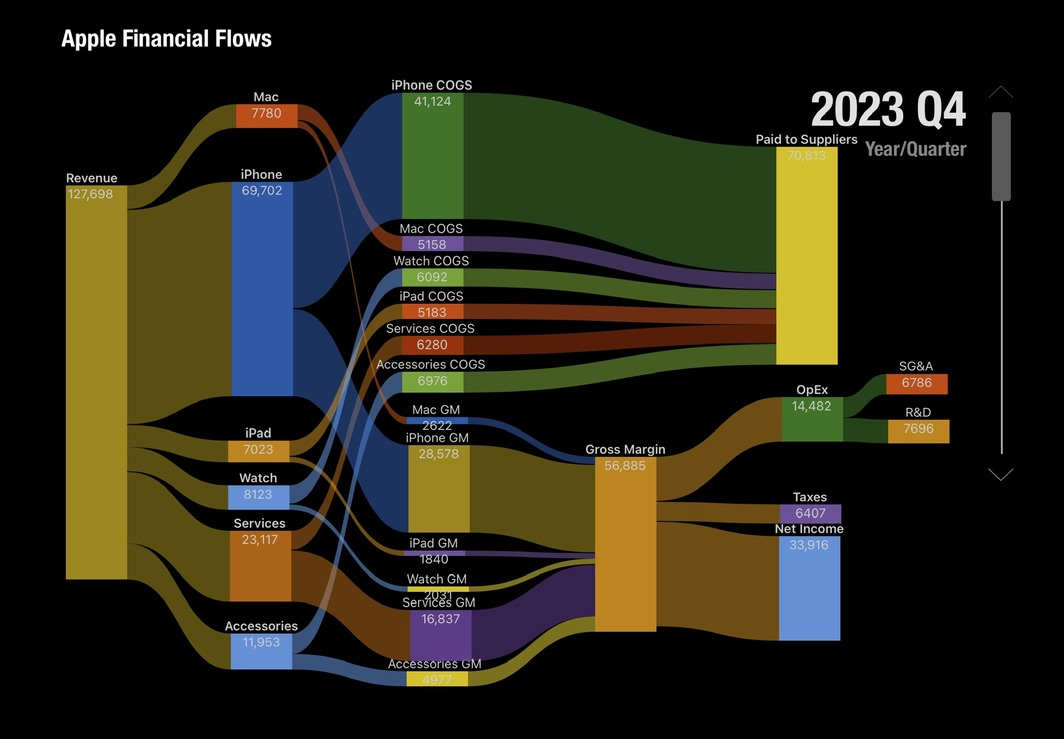 Apple Financial Flows
2023 Q4
Year/Quarter
Revenue
127,698
Mac
7780
iPhone
69,702
iPad
7023
Watch
8123
Services
23,117
Accessories
11,953
iPhone COGS
41,124
Mac COGS
5158
Watch COGS
6092
iPad COGS
5183
Services COGS
6280
Accessories COGS
6976
Mac GM
2622
iPhone GM
28,578
iPad GM
1840
Watch GM
2031
Services GM
16,837
Accessories GM
4977
Gross Margin
56,885
Paid to Suppliers
70,813
OpEx
14,482
SG&A
6786
R&D
7696
Taxes
6407
Net Income
33,916